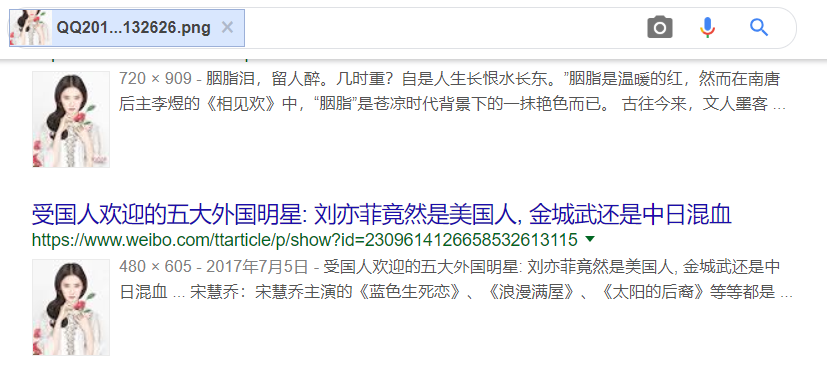 QQ201...132626.png ×
720 × 909 - 胭脂泪，留人醉。几时重？自是人生长恨水长东。”胭脂是温暖的红，然而在南唐
后主李煜的《相见欢》中，“胭脂”是苍凉时代背景下的一抹艳色而已。 古往今来，文人墨客 ...
受国人欢迎的五大外国明星: 刘亦菲竟然是美国人, 金城武还是中日混血
https://www.weibo.com/ttarticle/p/show?id=2309614126658532613115
480 × 605 - 2017年7月5日 - 受国人欢迎的五大外国明星: 刘亦菲竟然是美国人, 金城武还是中
日混血 ... 宋慧乔：宋慧乔主演的《蓝色生死恋》、《浪漫满屋》、《太阳的后裔》等等都是 ...